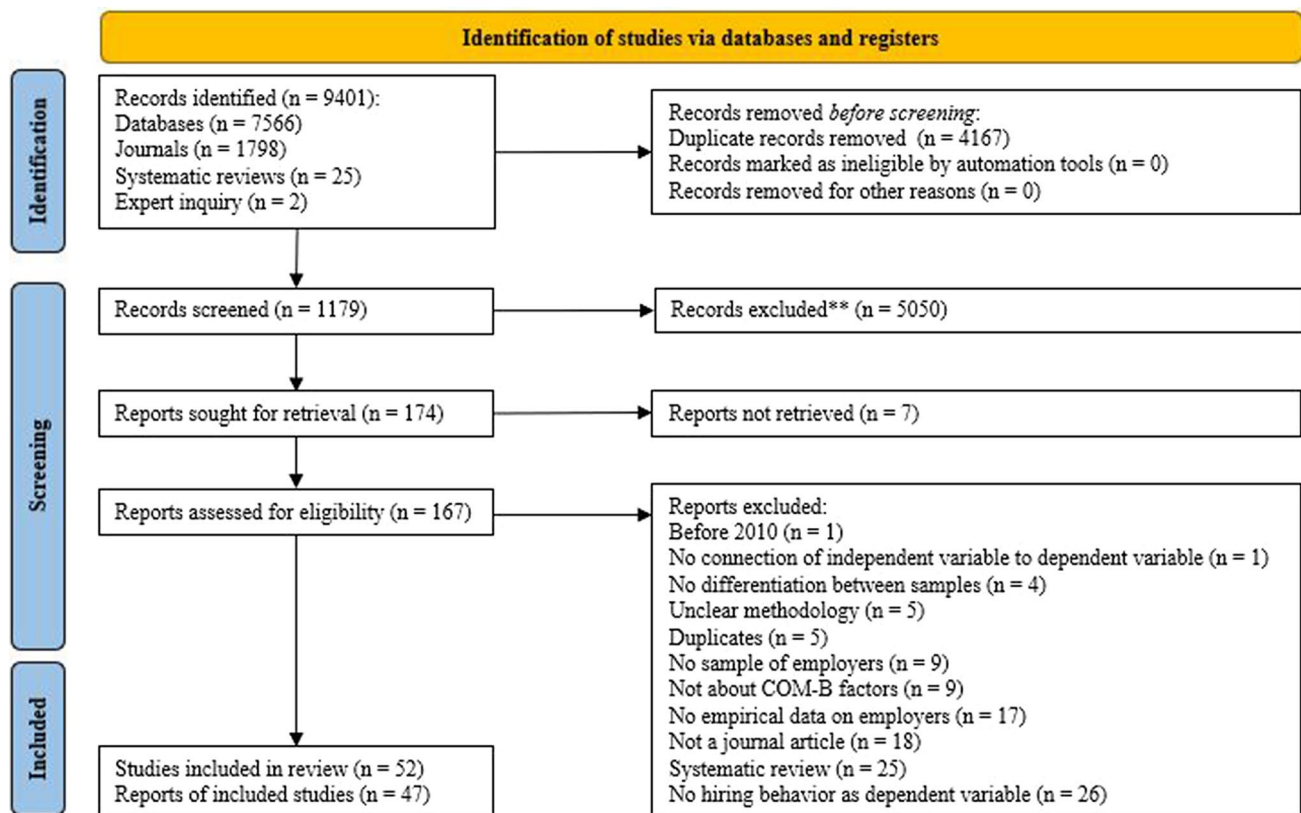 Identification of studies via databases and registers
Identification
Records identified (n = 9401):
Databases (n = 7566)
Journals (n = 1798)
Systematic reviews (n = 25)
Expert inquiry (n = 2)
Records removed before screening:
Duplicate records removed (n = 4167)
Records marked as ineligible by automation tools (n = 0)
Records removed for other reasons (n = 0)
Screening
Records screened (n = 1179)
Records excluded** (n = 5050)
Reports sought for retrieval (n = 174)
Reports not retrieved (n = 7)
Reports assessed for eligibility (n = 167)
Reports excluded:
Before 2010 (n = 1)
No connection of independent variable to dependent variable (n = 1)
No differentiation between samples (n = 4)
Unclear methodology (n = 5)
Duplicates (n = 5)
No sample of employers (n = 9)
Not about COM-B factors (n = 9)
No empirical data on employers (n = 17)
Not a journal article (n = 18)
Systematic review (n = 25)
No hiring behavior as dependent variable (n = 26)
Included
Studies included in review (n = 52)
Reports of included studies (n = 47)